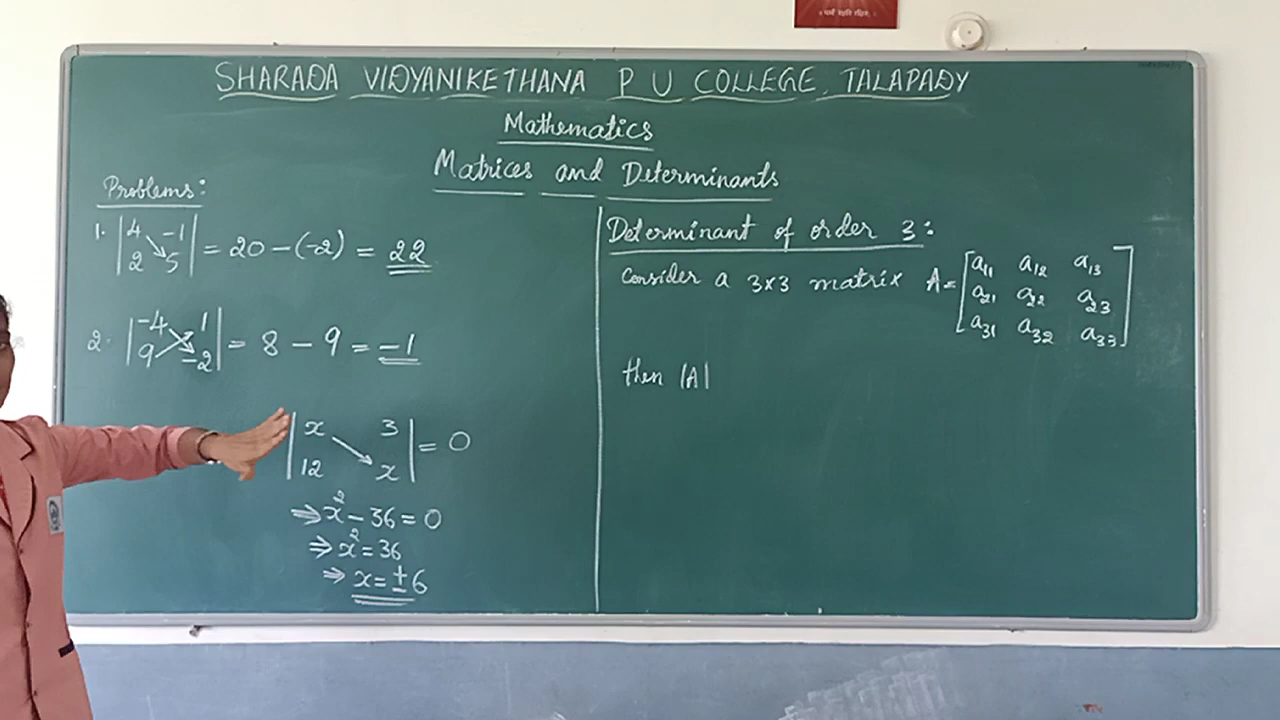 SHARADA VIDYANIKETHANA P U COLLEGE, TALAPADY
Mathematics
Matrices and Determinants
Problems:
1. |4 -1| = 20 - (-2) = 22
|2 5|
2. |-4 1| = 8 - 9 = -1
|9 -2|
|x 3| = 0
|12 x|
⇒ x² - 36 = 0
⇒ x² = 36
⇒ x = ± 6
Determinant of order 3:
Consider a 3x3 matrix A = [a₁₁ a₁₂ a₁₃
a₂₁ a₂₂ a₂₃
a₃₁ a₃₂ a₃₃]
then |A|